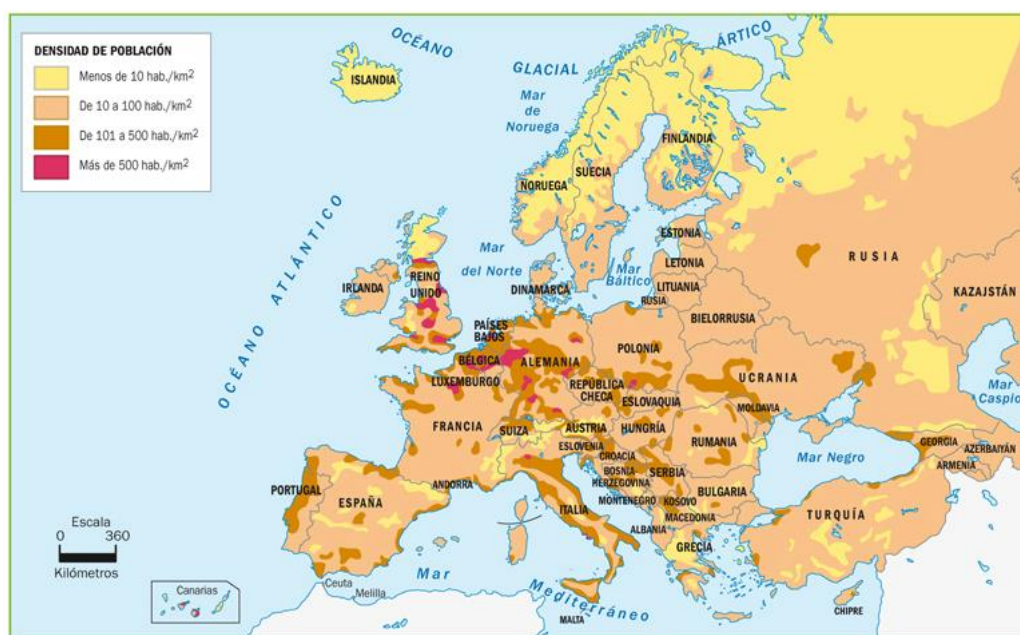 DENSIDAD DE POBLACIÓN
Menos de 10 hab./km2
De 10 a 100 hab./km2
De 101 a 500 hab./km2
Más de 500 hab./km2
OCÉANO
GLACIAL
ÁRTICO
ISLANDIA
Mar
de
Noruega
FINLANDIA
SUECIA
NORUEGA
OCÉANO ATLÁNTICO
ESTONIA
RUSIA
Mar
del Norte
LETONIA
Mar
Báltico
REINO
UNIDO
IRLANDA
DINAMARCA
LITUANIA
RUSIA
KAZAJSTÁN
BIELORRUSIA
PAÍSES
BAJOS
POLONIA
BÉLGICA
ALEMANIA
UCRANIA
LUXEMBURGO
REPÚBLICA
CHECA
ESLOVAQUIA
Mar
Caspio
MOLDAVIA
FRANCIA
SUIZA
AUSTRIA
HUNGRÍA
RUMANIA
ESLOVENIA
CROACIA
Mar Negro
GEORGIA
AZERBAIYÁN
ARMENIA
BOSNIA
HERZEGOVINA
SERBIA
ANDORRA
MONTENEGRO
KOSOVO
BULGARIA
PORTUGAL
ESPAÑA
ITALIA
MACEDONIA
TURQUÍA
ALBANIA
GRECIA
Escala
0 360
Kilómetros
Canarias
Ceuta
Melilla
Mar
Mediterráneo
MALTA
CHIPRE